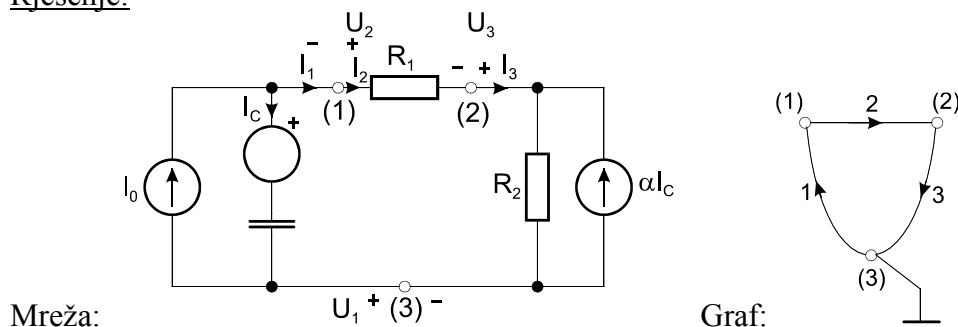 Rješenje:
U2 U3
- + R1
I1 I2 - + I3
(1) (2)
IC +
I0
R2 αIC
U1 + (3) -
Mreža:
(1) 2 (2)
1 3
(3)
Graf: